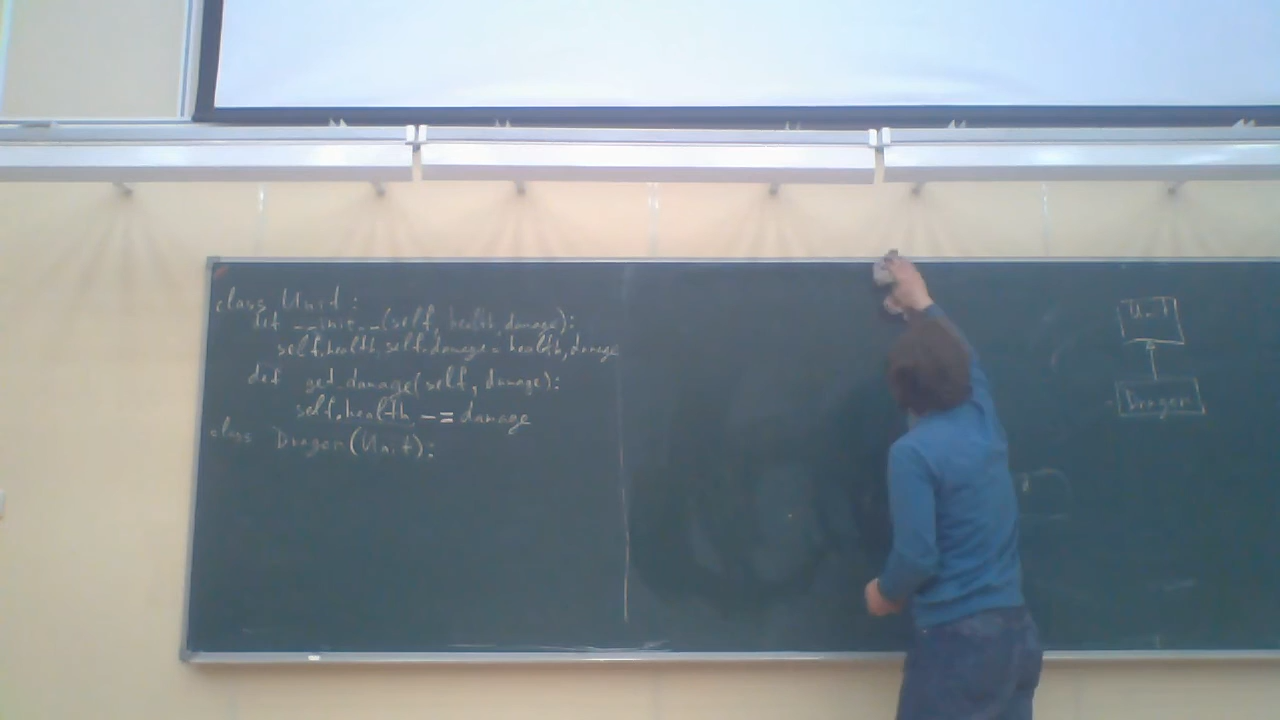 class Unit:
def __init__(self, health, damage):
self.health, self.damage = health, damage
def get_damage(self, damage):
self.health -= damage
class Dragon(Unit):
Unit
Dragon